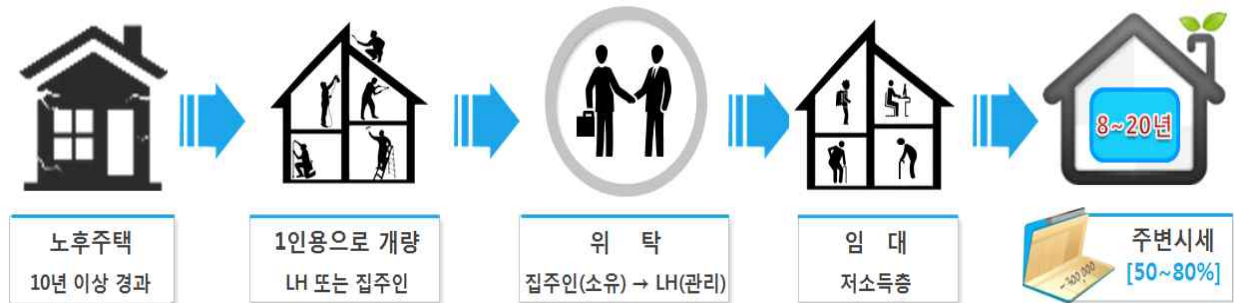 8~20년
노후주택
10년 이상 경과
1인용으로 개량
LH 또는 집주인
위 탁
집주인(소유) → LH(관리)
임 대
저소득층
주변시세
[50~80%]